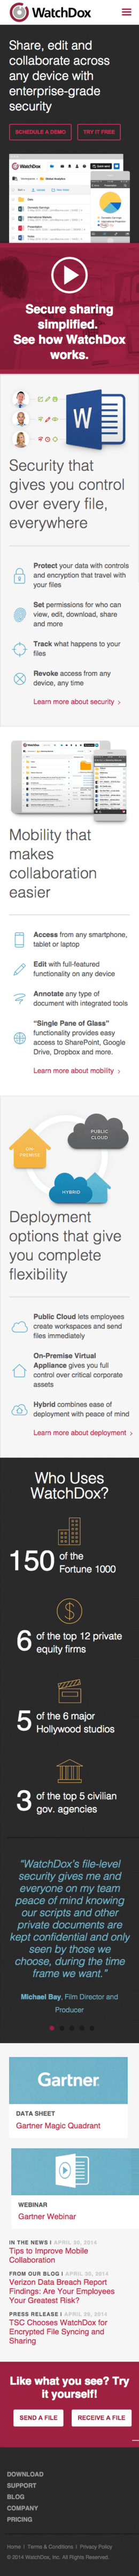 WatchDox
Share, edit and
collaborate across
any device with
enterprise-grade
security
SCHEDULE A DEMO
TRY IT FREE
Secure sharing
simplified.
See how WatchDox
works.
W
Security that
gives you control
over every file,
everywhere
Protect your data with controls
and encryption that travel with
your files
Set permissions for who can
view, edit, download, share
and more
Track what happens to your
files
Revoke access from any
device, any time
Learn more about security ›
Mobility that
makes
collaboration
easier
Access from any smartphone,
tablet or laptop
Edit with full-featured
functionality on any device
Annotate any type of
document with integrated tools
"Single Pane of Glass"
functionality provides easy
access to SharePoint, Google
Drive, Dropbox and more.
Learn more about mobility ›
PUBLIC
CLOUD
ON
PREMISE
HYBRID
Deployment
options that give
you complete
flexibility
Public Cloud lets employees
create workspaces and send
files immediately
On-Premise Virtual
Appliance gives you full
control over critical corporate
assets
Hybrid combines ease of
deployment with peace of mind
Learn more about deployment ›
Who Uses
WatchDox?
150 of the
Fortune 1000
6 of the top 12 private
equity firms
5 of the 6 major
Hollywood studios
3 of the top 5 civilian
gov. agencies
"WatchDox's file-level
security gives me and
everyone on my team
peace of mind knowing
our scripts and other
private documents are
kept confidential and only
seen by those we
choose, during the time
frame we want."
Michael Bay, Film Director and
Producer
Gartner
DATA SHEET
Gartner Magic Quadrant
WEBINAR
Gartner Webinar
IN THE NEWS | APRIL 30, 2014
Tips to Improve Mobile
Collaboration
FROM OUR BLOG | APRIL 30, 2014
Verizon Data Breach Report
Findings: Are Your Employees
Your Greatest Risk?
PRESS RELEASE | APRIL 29, 2014
TSC Chooses WatchDox for
Encrypted File Syncing and
Sharing
Like what you see? Try
it yourself!
SEND A FILE
RECEIVE A FILE
DOWNLOAD
SUPPORT
BLOG
COMPANY
PRICING
Home | Terms & Conditions | Privacy Policy
© 2014 WatchDox, Inc. All Rights Reserved.